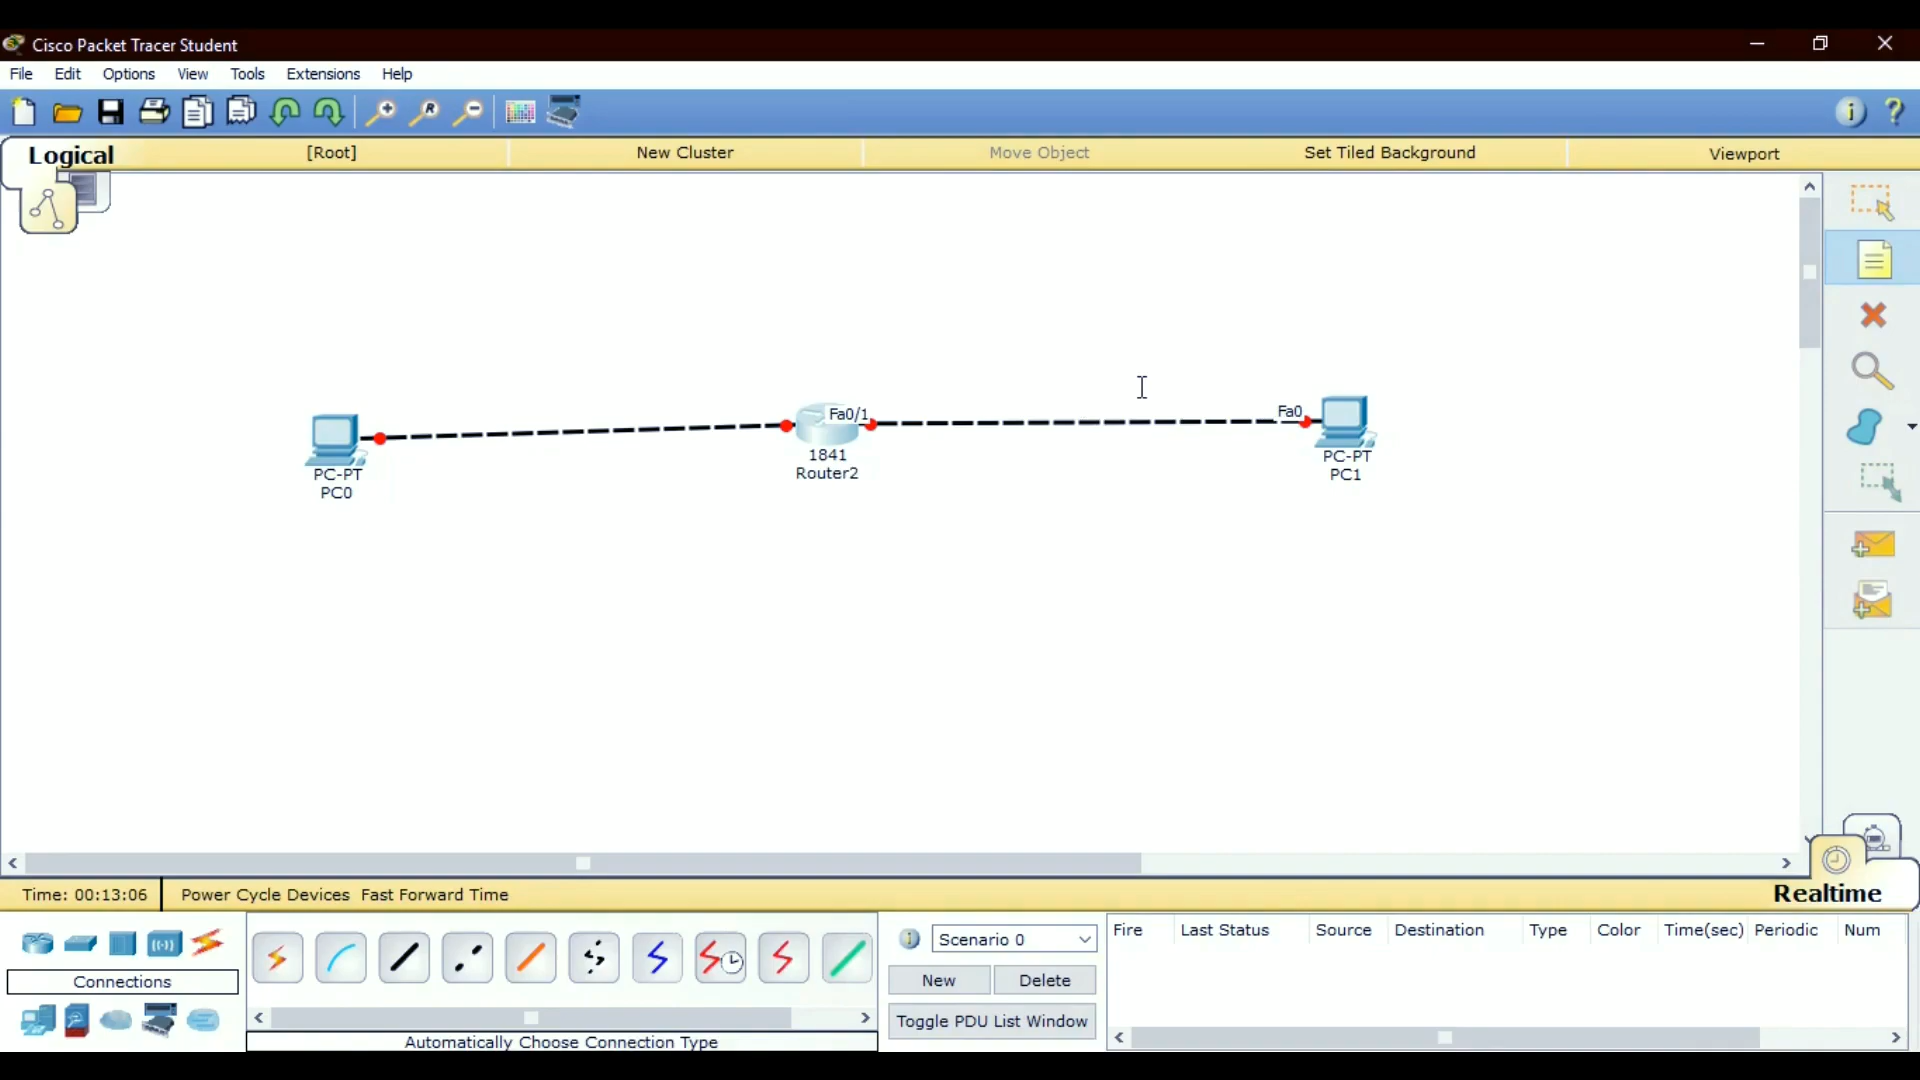 Cisco Packet Tracer Student
File Edit Options View Tools Extensions Help
Logical [Root] New Cluster Move Object Set Tiled Background Viewport
Fa0/1 Fa0
1841
Router2
PC-PT
PC1
PC-PT
PC0
Time: 00:13:06 Power Cycle Devices Fast Forward Time Realtime
Fire Last Status Source Destination Type Color Time(sec) Periodic Num
Scenario 0
Connections
New Delete
Toggle PDU List Window
Automatically Choose Connection Type